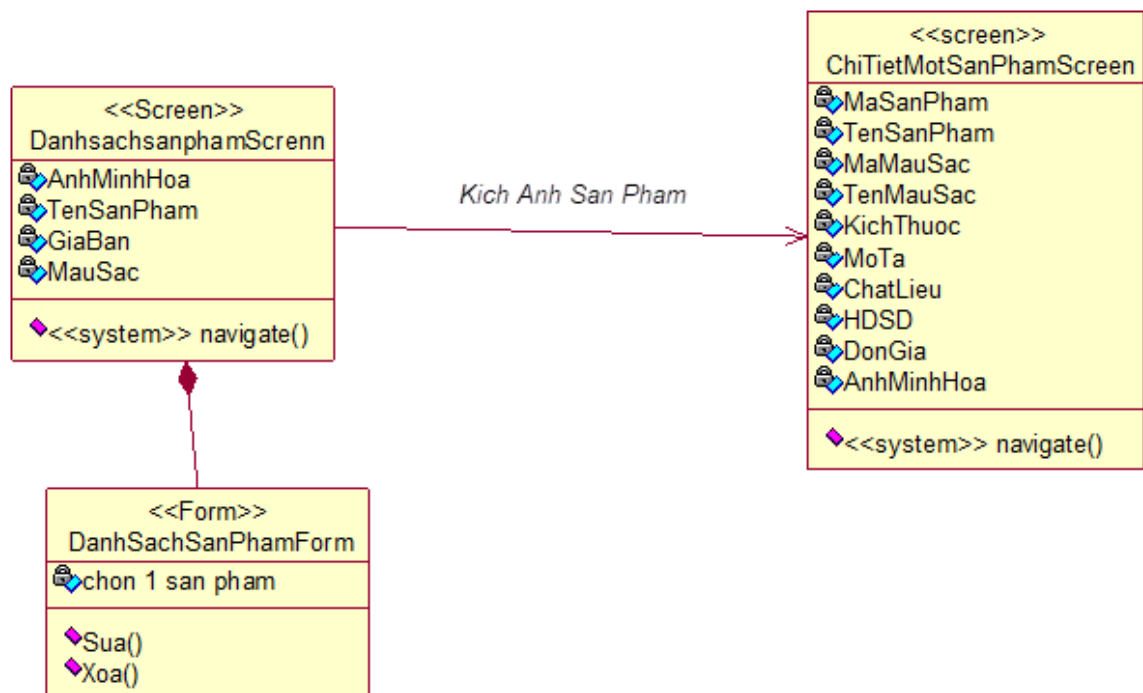 <<Screen>>
DanhsachsanphamScrenn
AnhMinhHoa
TenSanPham
GiaBan
MauSac
<<system>> navigate()
Kich Anh San Pham
<<screen>>
ChiTietMotSanPhamScreen
MaSanPham
TenSanPham
MaMauSac
TenMauSac
KichThuoc
MoTa
ChatLieu
HDSD
DonGia
AnhMinhHoa
<<system>> navigate()
<<Form>>
DanhSachSanPhamForm
chon 1 san pham
Sua()
Xoa()